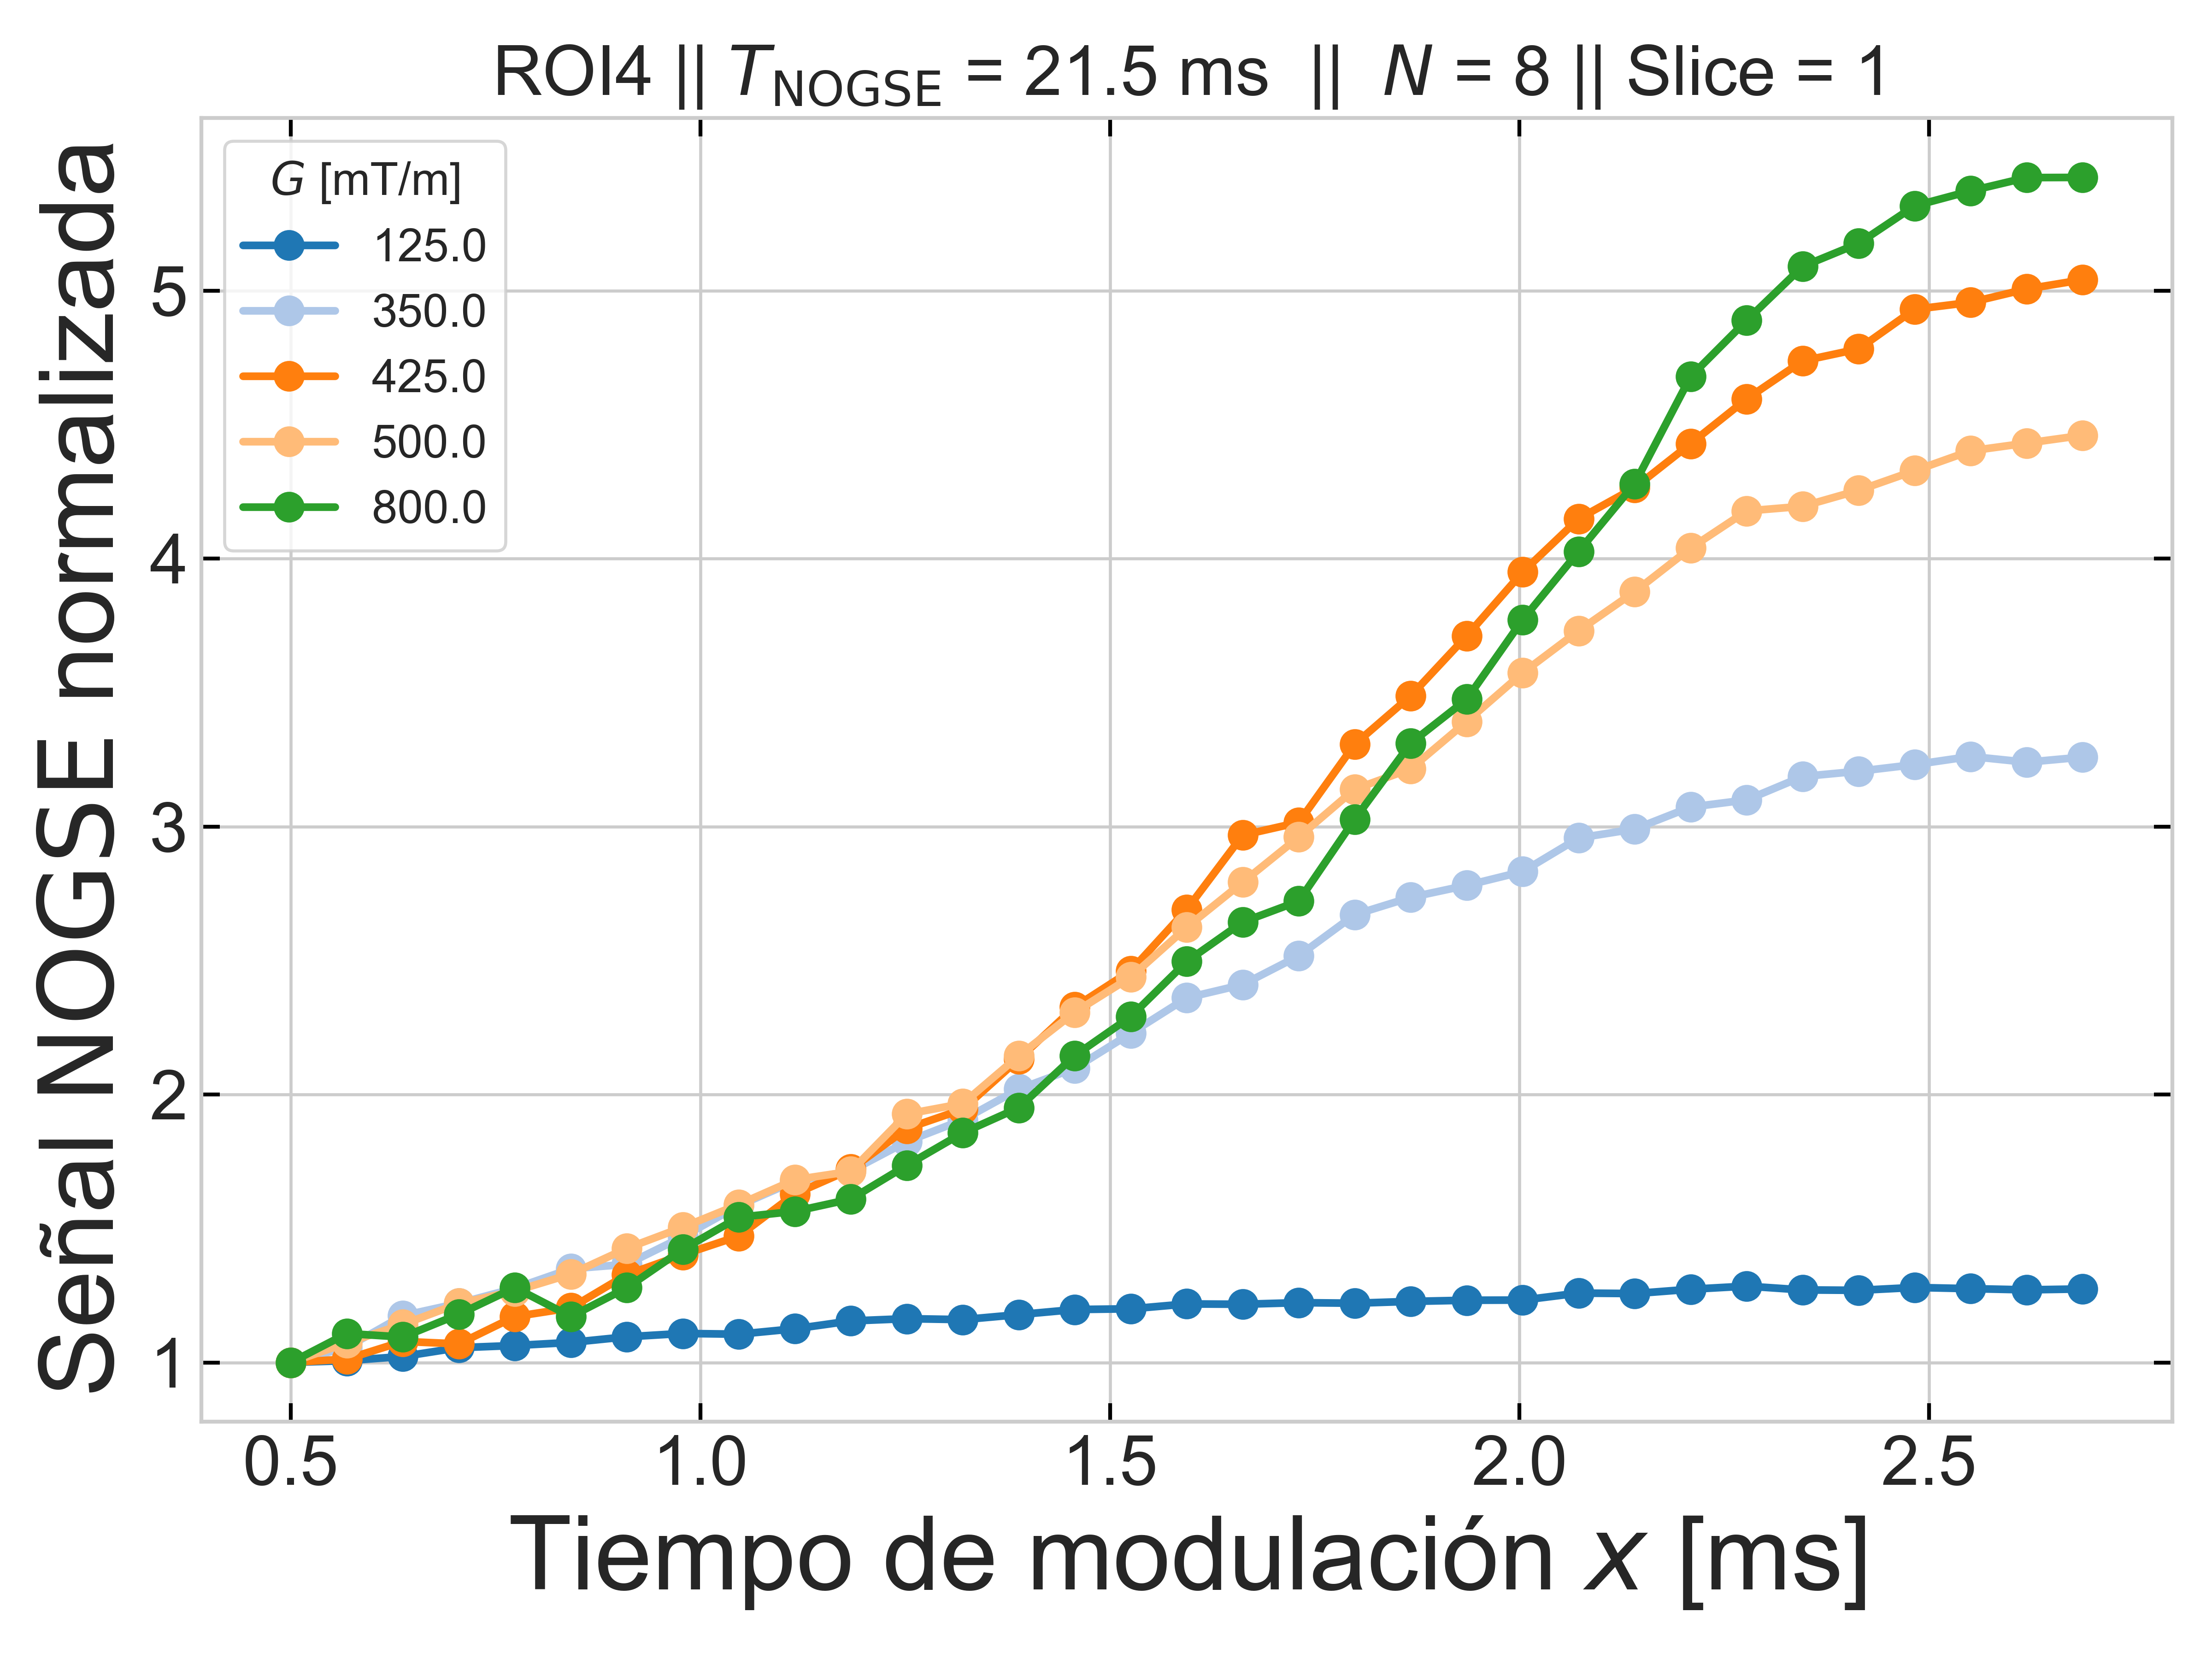 ROI4 || T_NOGSE = 21.5 ms || N = 8 || Slice = 1
Señal NOGSE normalizada
G [mT/m]
125.0
350.0
425.0
500.0
800.0
5
4
3
2
1
0.5 1.0 1.5 2.0 2.5
Tiempo de modulación x [ms]